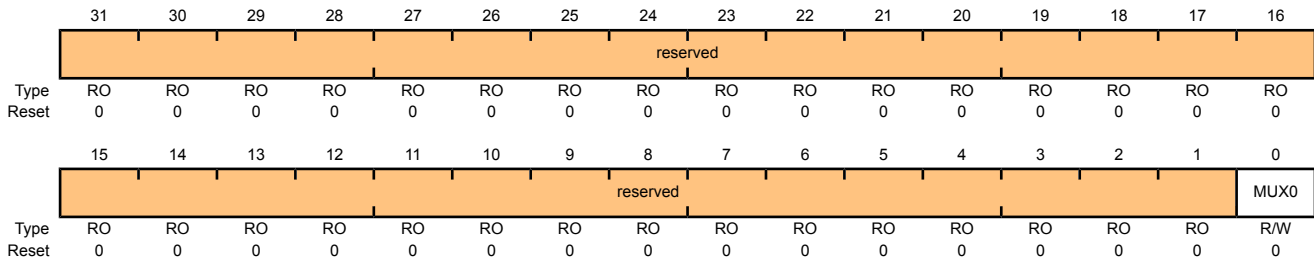 31 30 29 28 27 26 25 24 23 22 21 20 19 18 17 16
reserved
Type RO RO RO RO RO RO RO RO RO RO RO RO RO RO RO RO
Reset 0 0 0 0 0 0 0 0 0 0 0 0 0 0 0 0
15 14 13 12 11 10 9 8 7 6 5 4 3 2 1 0
reserved MUX0
Type RO RO RO RO RO RO RO RO RO RO RO RO RO RO RO R/W
Reset 0 0 0 0 0 0 0 0 0 0 0 0 0 0 0 0